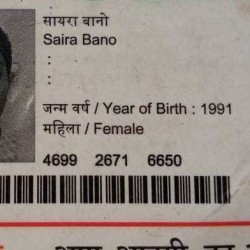 सायरा बानो
Saira Bano
:
:
जन्म वर्ष / Year of Birth : 1991
महिला / Female
4699 2671 6650